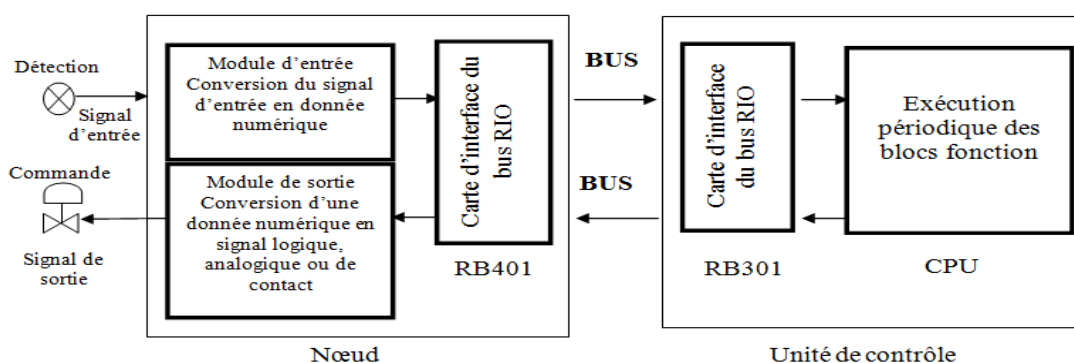 Détection
Signal
d'entrée
Commande
Signal de
sortie
Module d'entrée
Conversion du signal
d'entrée en donnée
numérique
Module de sortie
Conversion d'une
donnée numérique en
signal logique,
analogique ou de
contact
Carte d'interface du
bus RIO
RB401
Nœud
BUS
BUS
Carte d'interface
du bus RIO
RB301
Exécution
périodique des
blocs fonction
CPU
Unité de contrôle